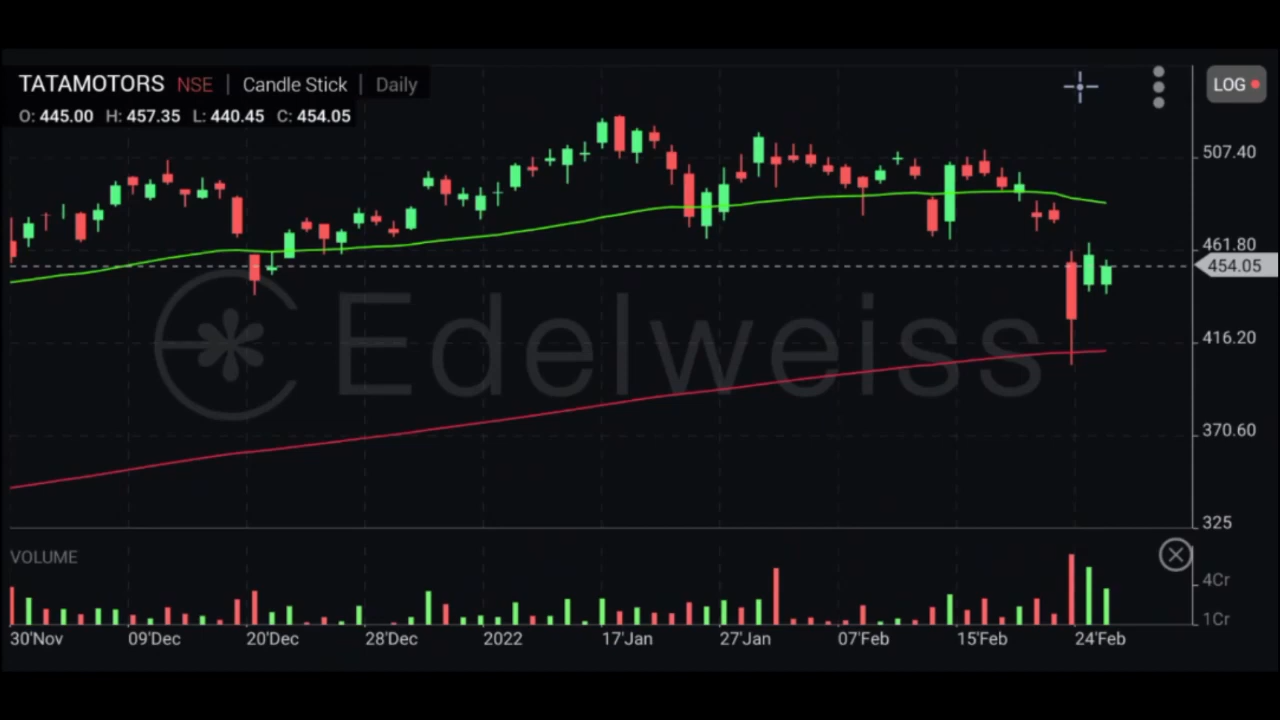 TATAMOTORS NSE | Candle Stick | Daily
LOG
O: 445.00 H: 457.35 L: 440.45 C: 454.05
507.40
461.80
454.05
Edelweiss
416.20
370.60
325
VOLUME
4Cr
1Cr
30'Nov 09'Dec 20'Dec 28'Dec 2022 17'Jan 27'Jan 07'Feb 15'Feb 24'Feb